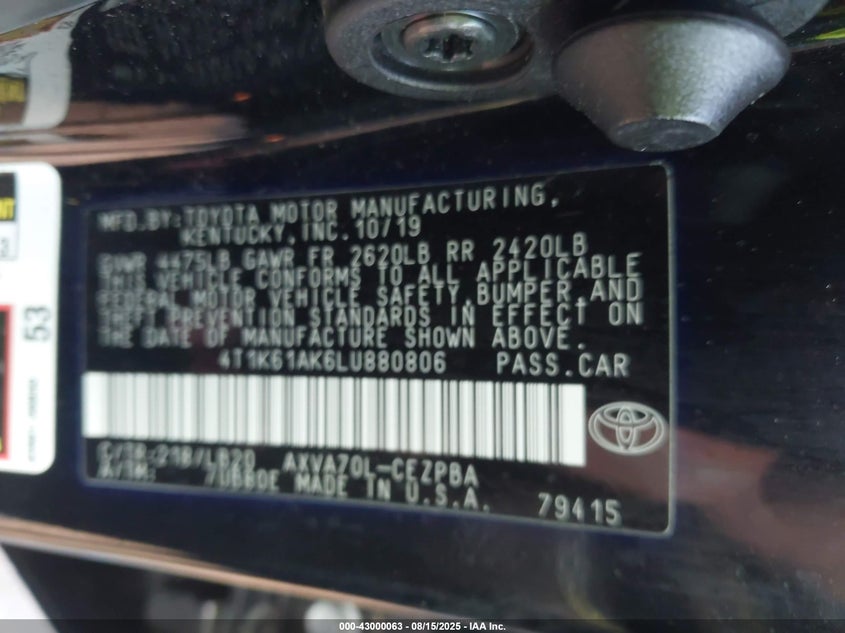 MFD.BY:TOYOTA MOTOR MANUFACTURING,
KENTUCKY,INC.10/19
GVWR 4475LB GAWR FR 2620LB RR 2420LB
THIS VEHICLE CONFORMS TO ALL APPLICABLE
FEDERAL MOTOR VEHICLE SAFETY,BUMPER,AND
THEFT PREVENTION STANDARDS IN EFFECT ON
THE DATE OF MANUFACTURE SHOWN ABOVE.
4T1K61AK6LU880806 PASS.CAR
C/TR:218/LB20 AXVA70L-CEZPBA
A/TM: MADE IN U.S.A.
79415
53
000-43000063 - 08/15/2025 - IAA Inc.